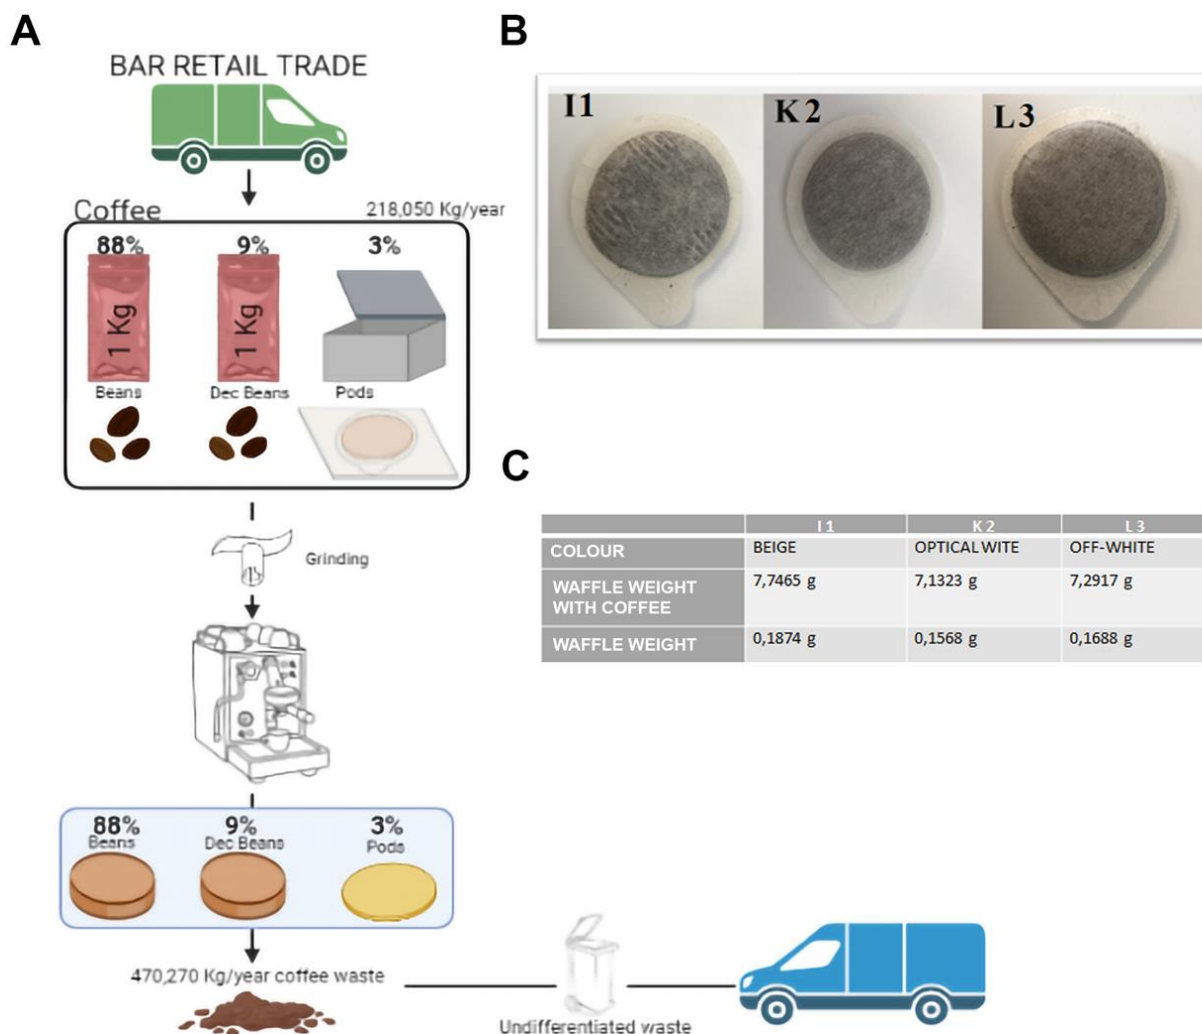 A
BAR RETAIL TRADE
Coffee
218,050 Kg/year
88%
9%
3%
1 Kg
1 Kg
Beans
Dec Beans
Pods
Grinding
88%
9%
3%
Beans
Dec Beans
Pods
470,270 Kg/year coffee waste
Undifferentiated waste
B
I1
K2
L3
C
I1 K2 L3
COLOUR BEIGE OPTICAL WITE OFF-WHITE
WAFFLE WEIGHT
WITH COFFEE 7,7465 g 7,1323 g 7,2917 g
WAFFLE WEIGHT 0,1874 g 0,1568 g 0,1688 g